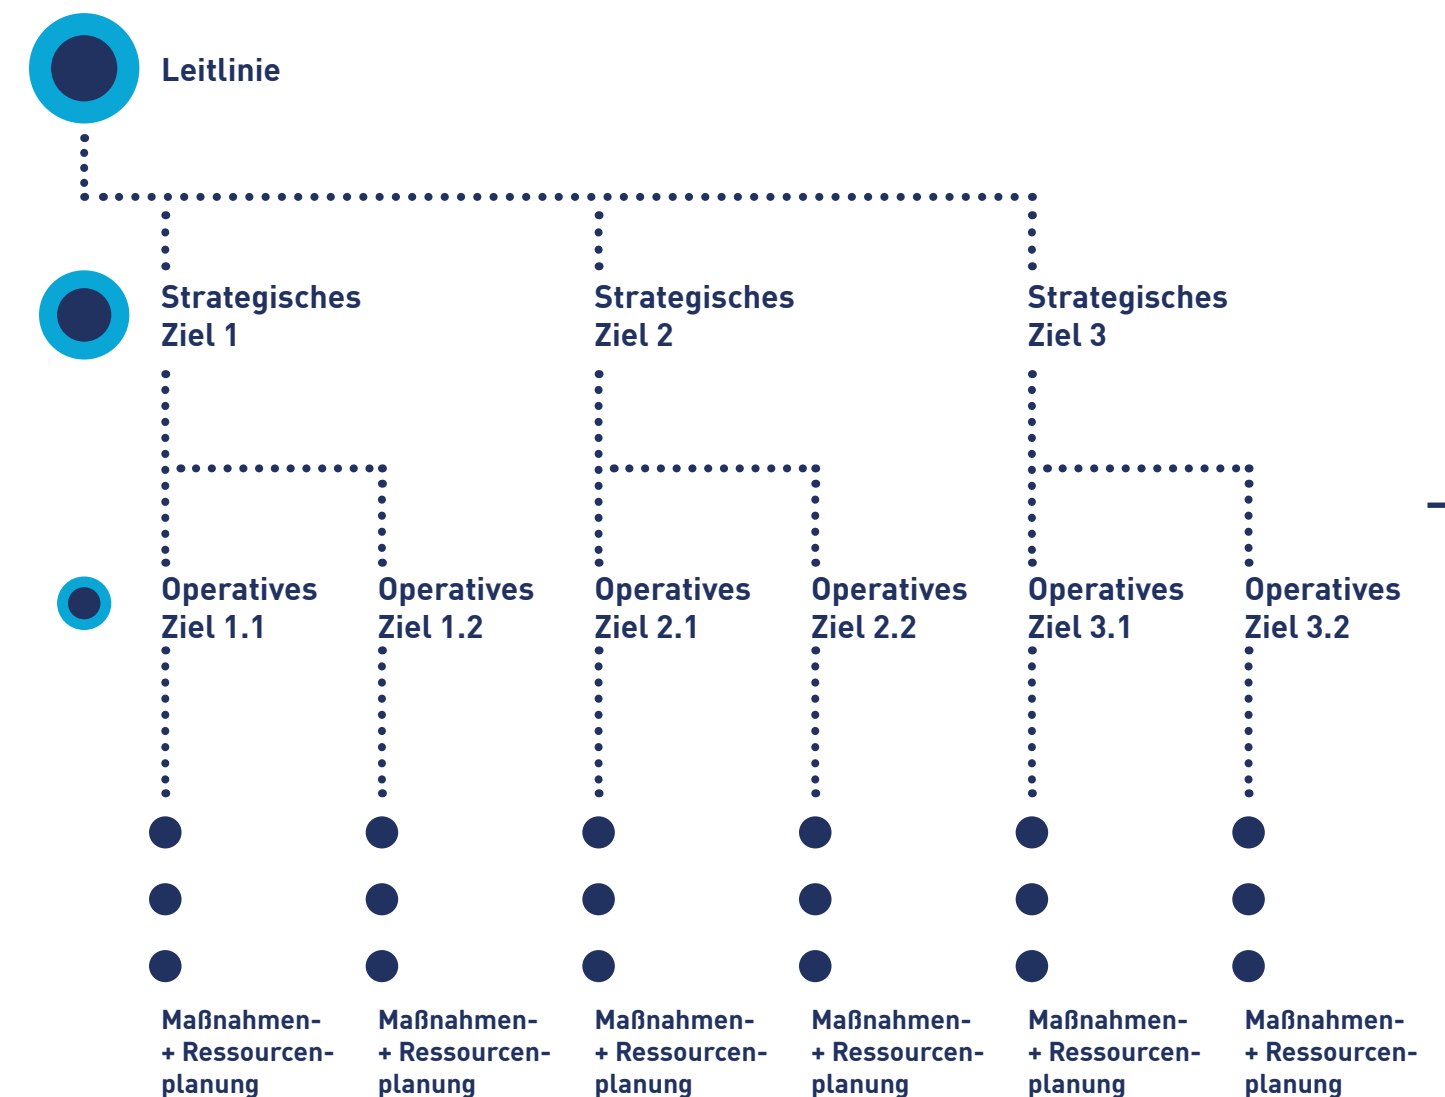 Leitlinie
Strategisches
Ziel 1
Strategisches
Ziel 2
Strategisches
Ziel 3
Operatives
Ziel 1.1
Operatives
Ziel 1.2
Operatives
Ziel 2.1
Operatives
Ziel 2.2
Operatives
Ziel 3.1
Operatives
Ziel 3.2
Maßnahmen-
+ Ressourcen-
planung
Maßnahmen-
+ Ressourcen-
planung
Maßnahmen-
+ Ressourcen-
planung
Maßnahmen-
+ Ressourcen-
planung
Maßnahmen-
+ Ressourcen-
planung
Maßnahmen-
+ Ressourcen-
planung